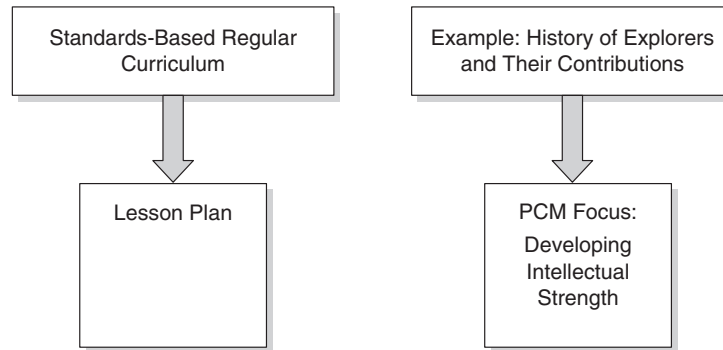 Standards-Based Regular
Curriculum
Example: History of Explorers
and Their Contributions
Lesson Plan
PCM Focus:
Developing
Intellectual
Strength